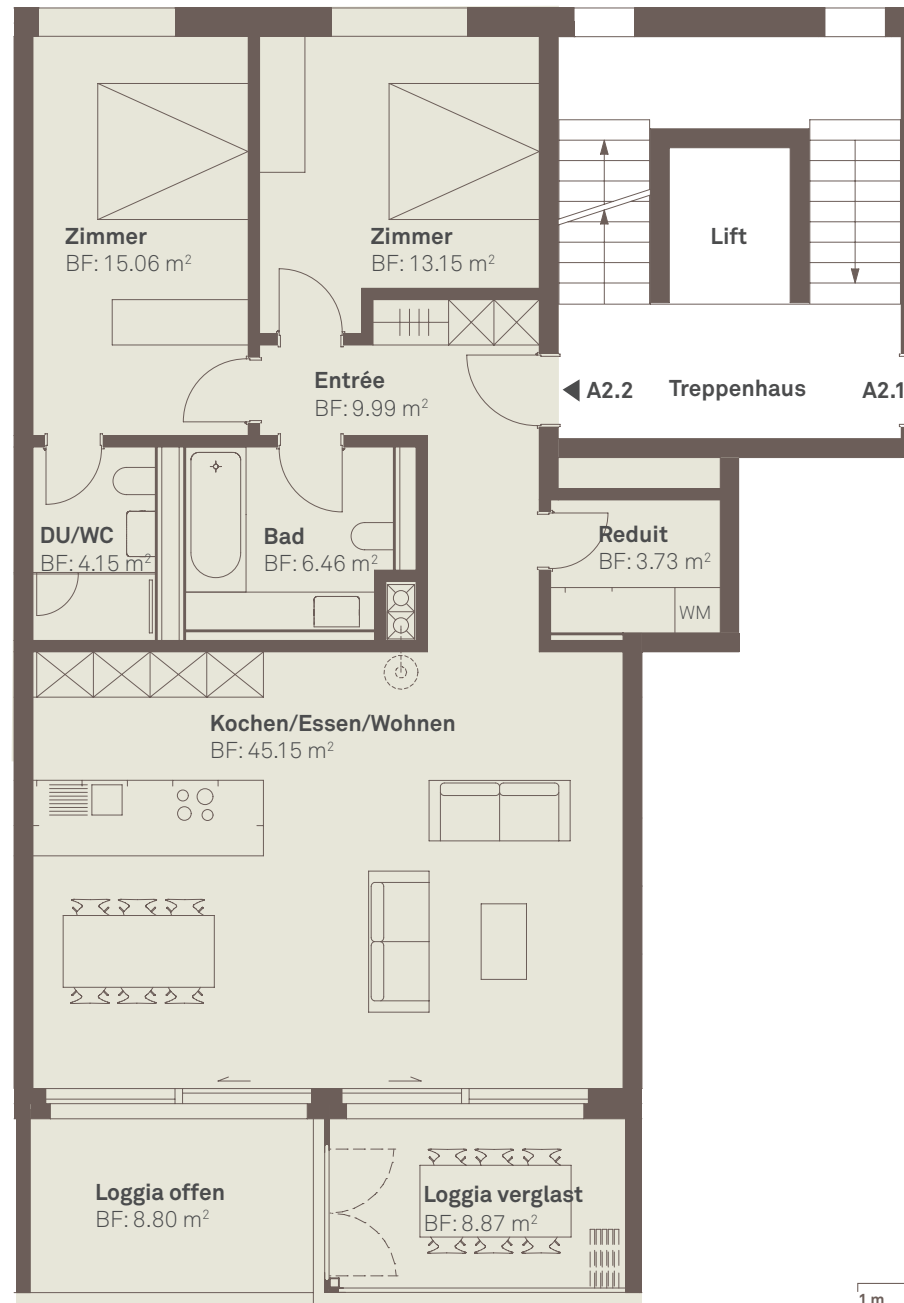 Zimmer
BF: 15.06 m²
Zimmer
BF: 13.15 m²
Lift
Entrée
BF: 9.99 m²
A2.2
Treppenhaus
A2.1
DU/WC
BF: 4.15 m²
Bad
BF: 6.46 m²
Reduit
BF: 3.73 m²
WM
Kochen/Essen/Wohnen
BF: 45.15 m²
Loggia offen
BF: 8.80 m²
Loggia verglast
BF: 8.87 m²
1 m